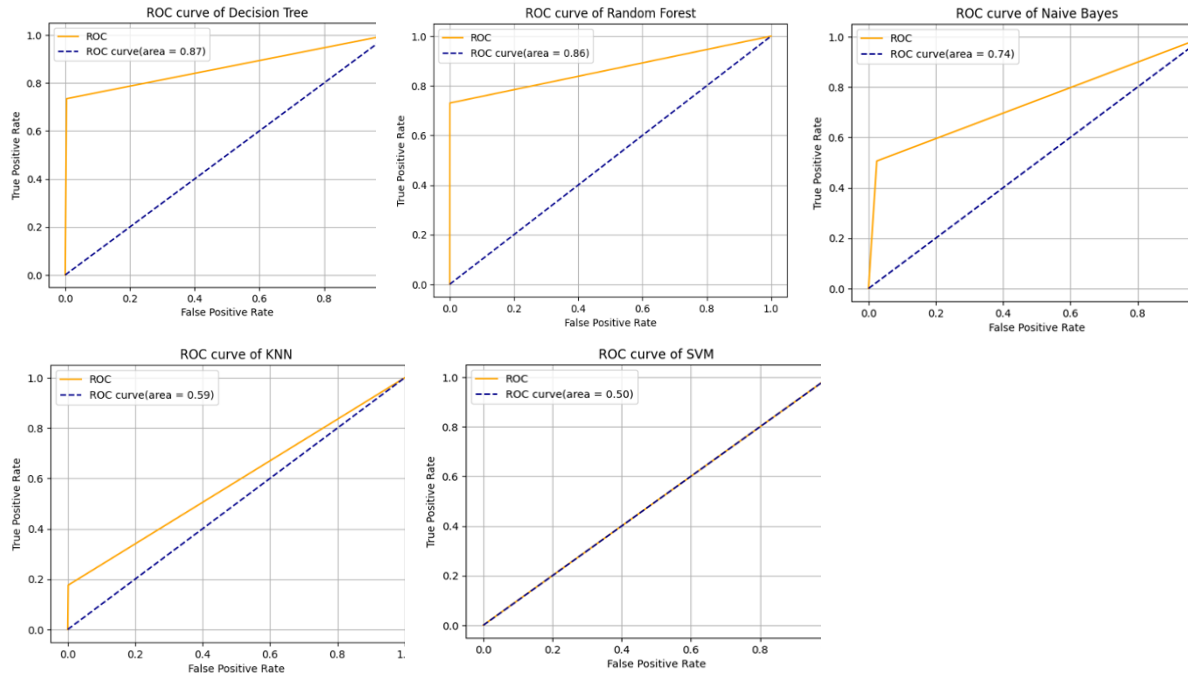 ROC curve of Decision Tree
ROC
ROC curve(area = 0.87)
True Positive Rate
1.0
0.8
0.6
0.4
0.2
0.0
0.0 0.2 0.4 0.6 0.8
False Positive Rate
ROC curve of Random Forest
ROC
ROC curve(area = 0.86)
True Positive Rate
1.0
0.8
0.6
0.4
0.2
0.0
0.0 0.2 0.4 0.6 0.8 1.0
False Positive Rate
ROC curve of Naive Bayes
ROC
ROC curve(area = 0.74)
True Positive Rate
1.0
0.8
0.6
0.4
0.2
0.0
0.0 0.2 0.4 0.6 0.8
False Positive Rate
ROC curve of KNN
ROC
ROC curve(area = 0.59)
True Positive Rate
1.0
0.8
0.6
0.4
0.2
0.0
0.0 0.2 0.4 0.6 0.8 1.
False Positive Rate
ROC curve of SVM
ROC
ROC curve(area = 0.50)
True Positive Rate
1.0
0.8
0.6
0.4
0.2
0.0
0.0 0.2 0.4 0.6 0.8
False Positive Rate